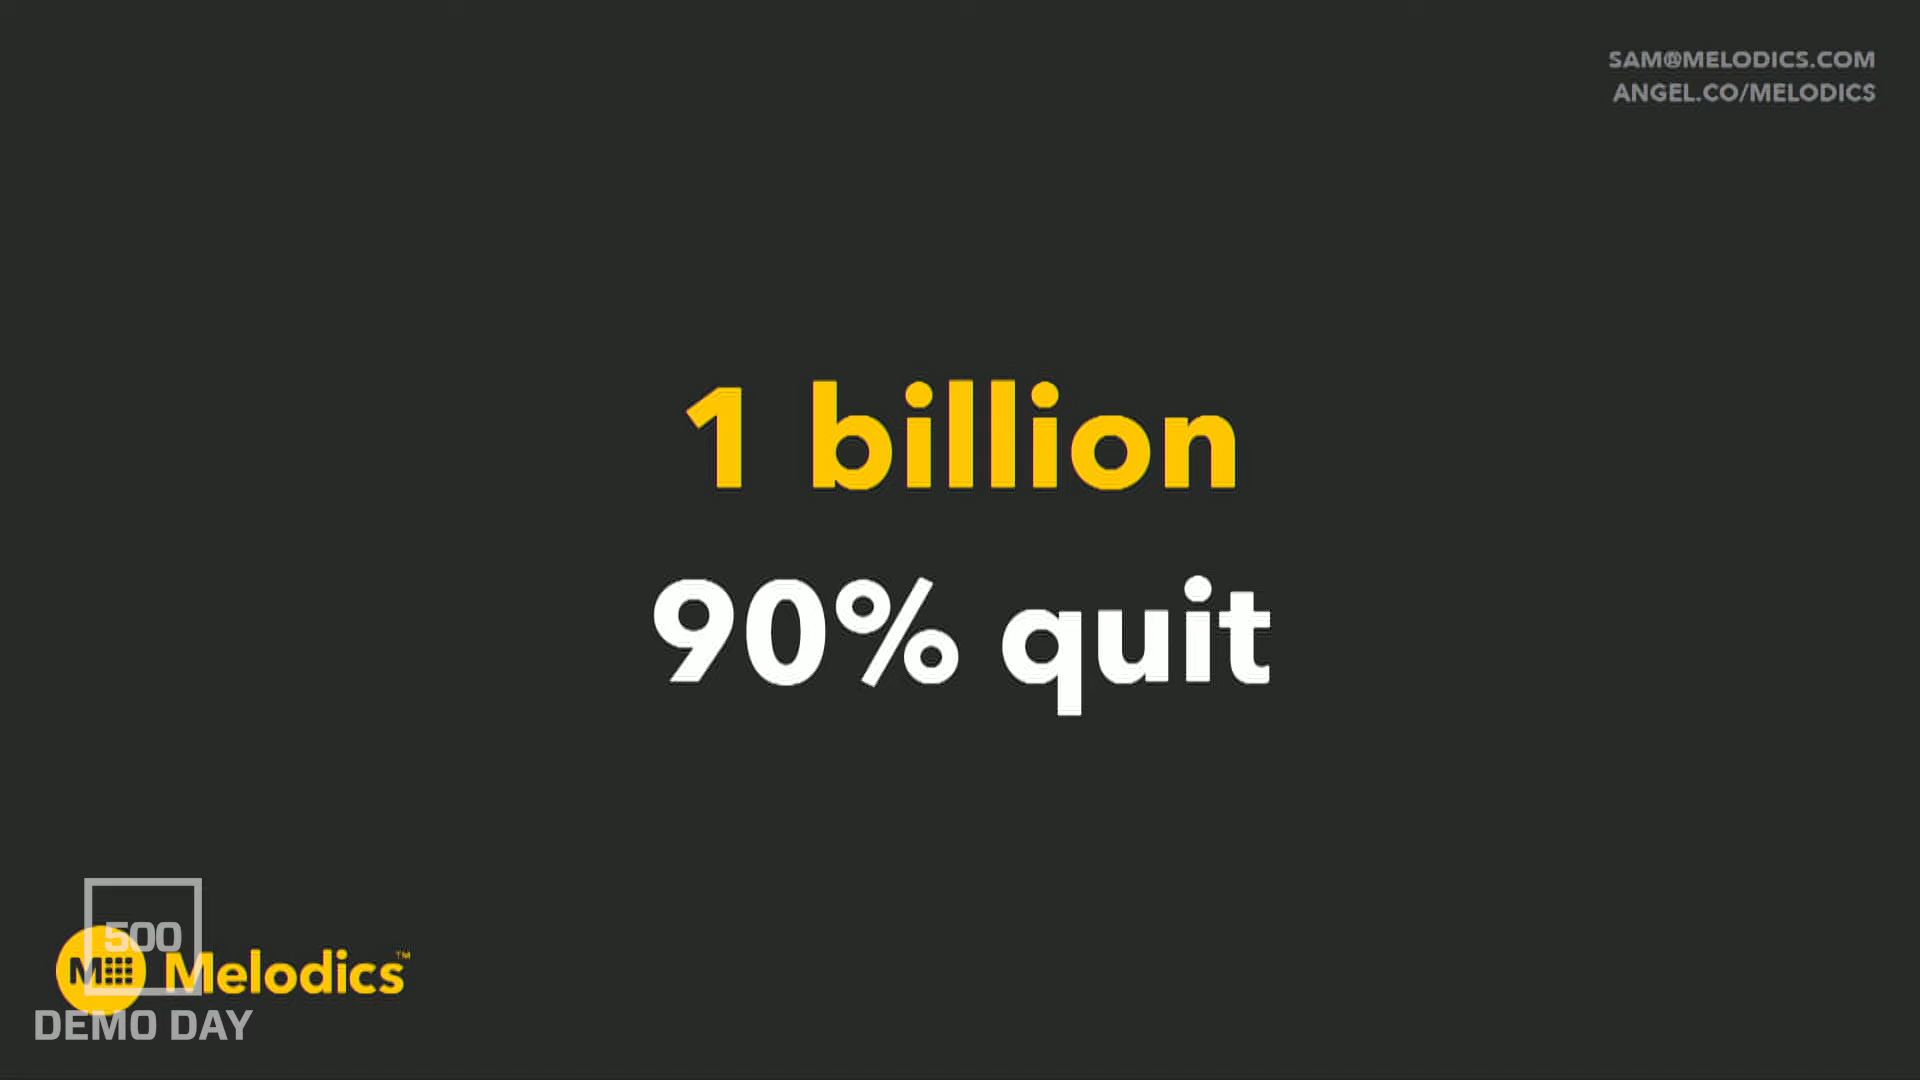 SAM@MELODICS.COM
ANGEL.CO/MELODICS
1 billion
90% quit
500
M Melodics™
DEMO DAY